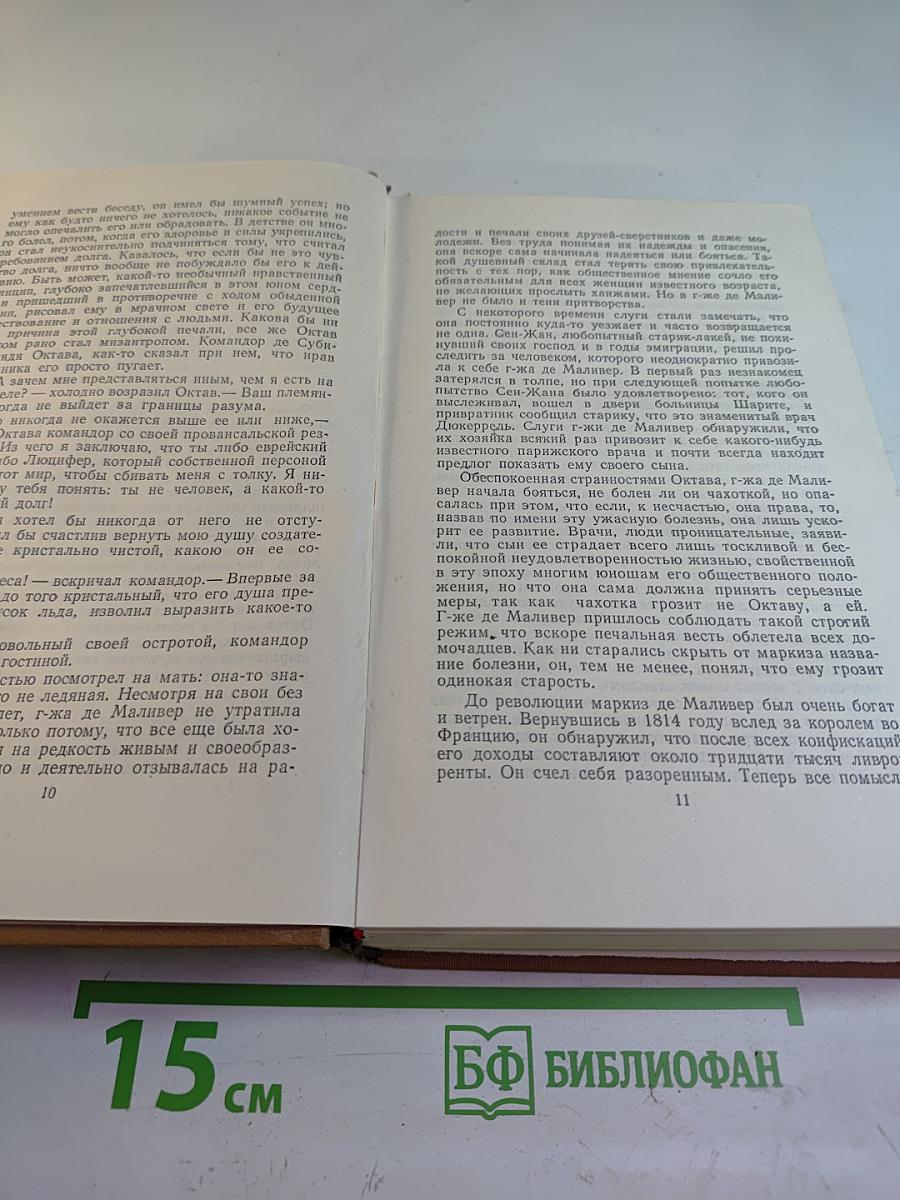 умением вести беседу, он имел бы шумный успех; но
ему как будто ничего не хотелось, никакое событие не
могло опечалить его или обрадовать. В детстве он мно-
го болел, потом, когда его здоровье и силы укрепились,
он стал неукоснительно подчиняться тому, что считал
ребованием долга. Казалось, что если бы не это чув-
во долга, ничто вообще не побуждало бы его к дей-
вию. Быть может, какой-то необычный нравственный
нцип, глубоко запечатлевшийся в этом юном серд-
и пришедший в противоречие с ходом обыденной
ни, рисовал ему в мрачном свете и его будущее
ествование и отношения с людьми. Какова бы ни
причина этой глубокой печали, все же Октав
ком рано стал мизантропом. Командор де Суби-
дядя Октава, как-то сказал при нем, что нрав
ника его просто пугает.
А зачем мне представляться иным, чем я есть на
еле? — холодно возразил Октав.— Ваш племян-
огда не выйдет за границы разума.
о никогда не окажется выше ее или ниже,—
Октава командор со своей провансальской рез-
Из чего я заключаю, что ты либо еврейский
ибо Люцифер, который собственной персоной
тот мир, чтобы сбивать меня с толку. Я ни-
у тебя понять: ты не человек, а какой-то
й долг!
я хотел бы никогда от него не отсту-
л бы счастлив вернуть мою душу создате-
е кристально чистой, какою он ее со-
еса! — вскричал командор.— Впервые за
до того кристальный, что его душа пре-
усок льда, изволил выразить какое-то
овольный своей остротой, командор
гостиной.
стью посмотрел на мать: она-то зна-
го не ледяная. Несмотря на свои без
лет, г-жа де Маливер не утратила
олько потому, что все еще была хо-
н на редкость живым и своеобраз-
но и деятельно отзывалась на ра-
10
дости и печали своих друзей-сверстников и даже мо-
лодежи. Без труда понимая их надежды и опасения,
она вскоре сама начинала надеяться или бояться. Та-
кой душевный склад стал терять свою привлекатель-
ность с тех пор, как общественное мнение сочло его
обязательным для всех женщин известного возраста,
не желающих прослыть ханжами. Но в г-же де Мали-
вер не было и тени притворства.
С некоторого времени слуги стали замечать, что
она постоянно куда-то уезжает и часто возвращается
не одна. Сен-Жан, любопытный старик-лакей, не поки-
нувший своих господ и в годы эмиграции, решил про-
следить за человеком, которого неоднократно привози-
ла к себе г-жа де Маливер. В первый раз незнакомец
затерялся в толпе, но при следующей попытке любо-
пытство Сен-Жана было удовлетворено: тот, кого он
выслеживал, вошел в двери больницы Шарите, и
привратник сообщил старику, что это знаменитый врач
Дюкеррель. Слуги г-жи де Маливер обнаружили, что
их хозяйка всякий раз привозит к себе какого-нибудь
известного парижского врача и почти всегда находит
предлог показать ему своего сына.
Обеспокоенная странностями Октава, г-жа де Мали-
вер начала бояться, не болен ли он чахоткой, но опа-
салась при этом, что если, к несчастью, она права, то,
назвав по имени эту ужасную болезнь, она лишь уско-
рит ее развитие. Врачи, люди проницательные, заяви-
ли, что сын ее страдает всего лишь тоскливой и бес-
покойной неудовлетворенностью жизнью, свойственной
в эту эпоху многим юношам его общественного поло-
жения, но что она сама должна принять серьезные
меры, так как чахотка грозит не Октаву, а ей.
Г-же де Маливер пришлось соблюдать такой строгий
режим, что вскоре печальная весть облетела всех до-
мочадцев. Как ни старались скрыть от маркиза назва-
ние болезни, он, тем не менее, понял, что ему грозит
одинокая старость.
До революции маркиз де Маливер был очень богат
и ветрен. Вернувшись в 1814 году вслед за королем во
Францию, он обнаружил, что после всех конфискаций
его доходы составляют около тридцати тысяч ливро
ренты. Он счел себя разоренным. Теперь все помысл
11
15 см
БФ БИБЛИОФАН